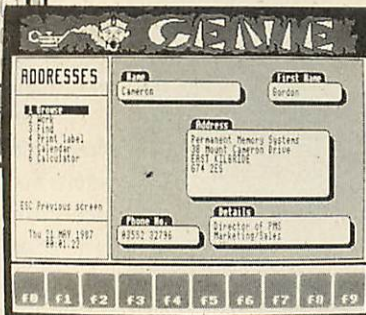 GENIE
ADDRESSES
1 Browse
2 Work
3 Find
4 Print label
5 Calendar
6 Calculator
ESC Previous screen
Thu 21 MAY 1987
Name
Cameron
First Name
Gordon
Address
Permanent Memory Systems
38 Mount Cameron Drive
EAST KILBRIDE
G74 2ES
Phone No.
03552 32796
Details
Director of PMS
Marketing/Sales
f0 f1 f2 f3 f4 f5 f6 f7 f8 f9